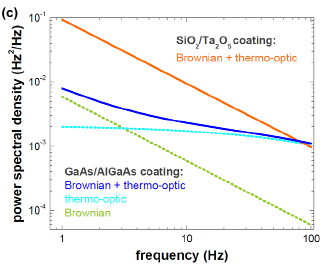 (c)
10⁻¹
SiO₂/Ta₂O₅ coating:
Brownian + thermo-optic
10⁻²
10⁻³
GaAs/AlGaAs coating:
Brownian + thermo-optic
thermo-optic
Brownian
10⁻⁴
1
10
100
frequency (Hz)
power spectral density (Hz²/Hz)